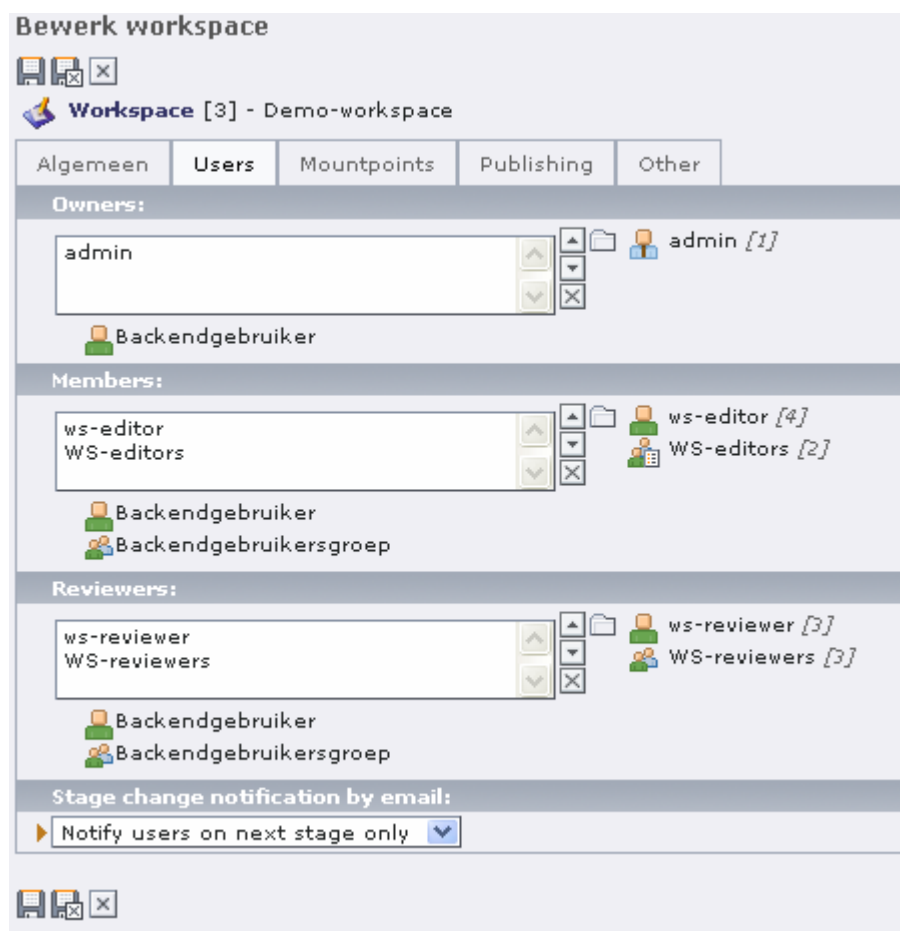 Bewerk workspace
Workspace [3] - Demo-workspace
Algemeen Users Mountpoints Publishing Other
Owners:
admin
admin [1]
Backendgebruiker
Members:
ws-editor
WS-editors
ws-editor [4]
WS-editors [2]
Backendgebruiker
Backendgebruikersgroep
Reviewers:
ws-reviewer
WS-reviewers
ws-reviewer [3]
WS-reviewers [3]
Backendgebruiker
Backendgebruikersgroep
Stage change notification by email:
Notify users on next stage only